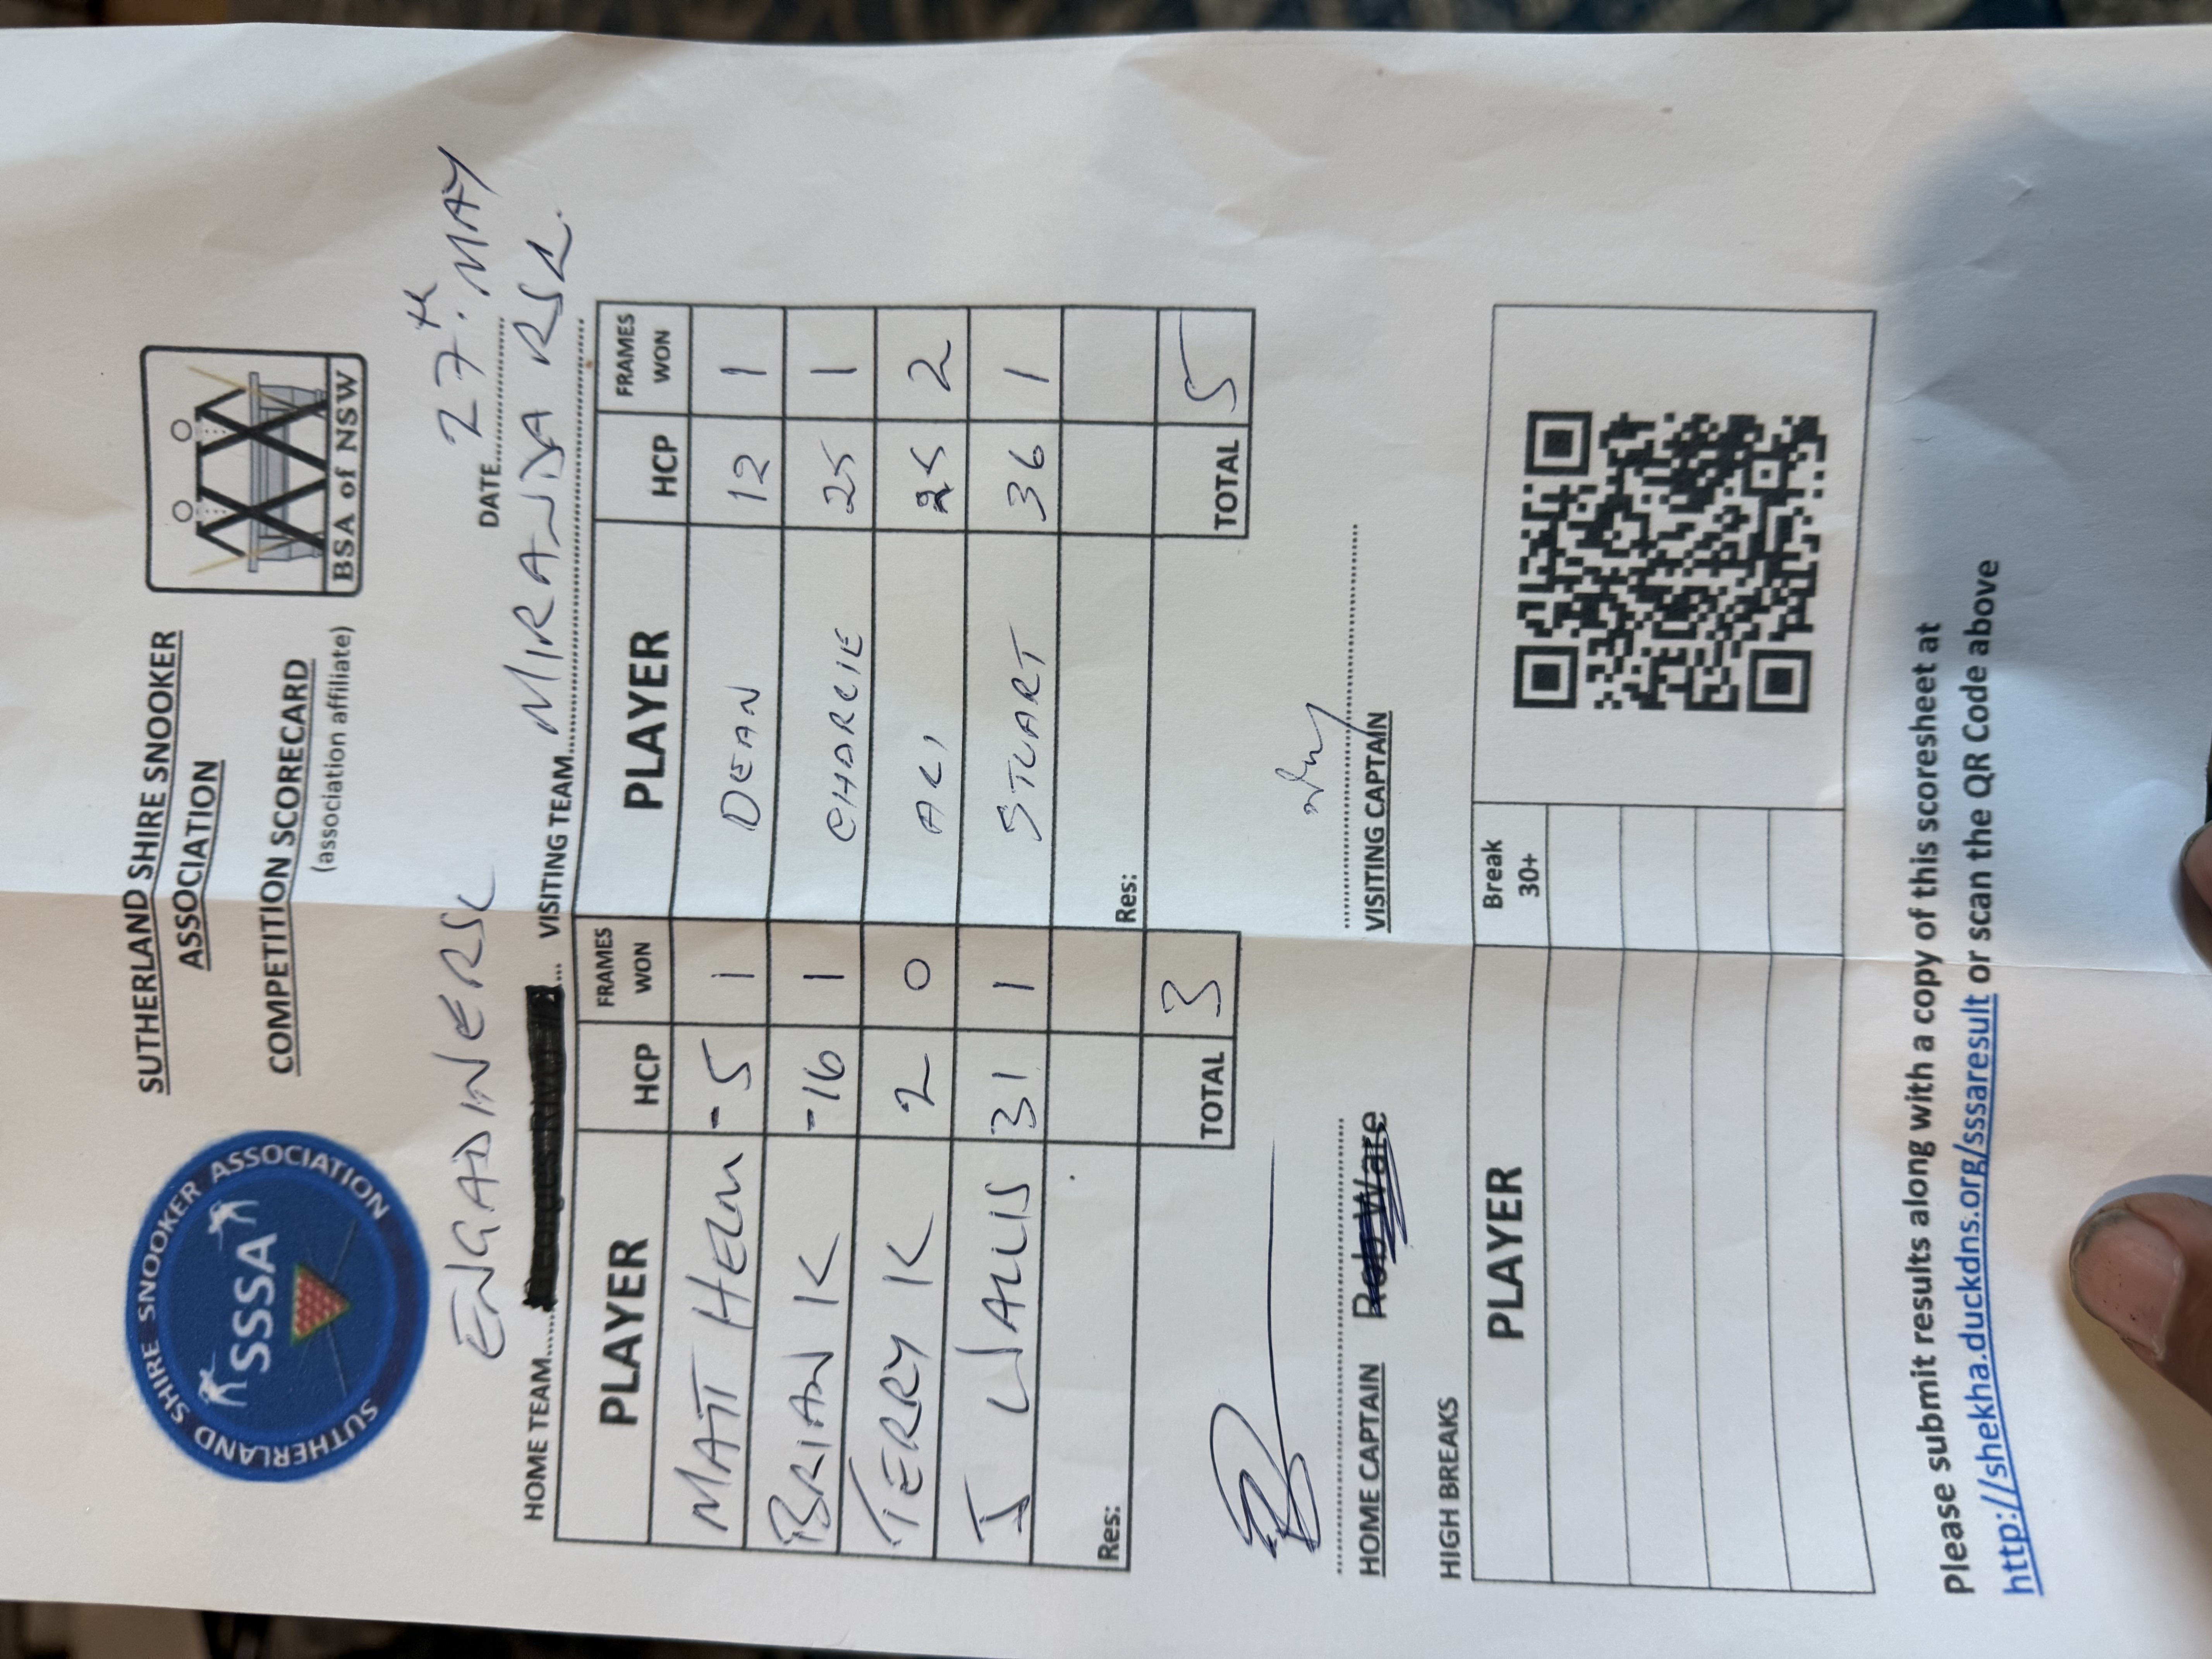 SUTHERLAND SHIRE SNOOKER ASSOCIATION
SSSA
SUTHERLAND SHIRE SNOOKER
ASSOCIATION
COMPETITION SCORECARD
(association affiliate)
BSA of NSW
DATE 27th. MAY
ENGADINE RSL
HOME TEAM
VISITING TEAM MIRANDA RSL
PLAYER HCP FRAMES WON PLAYER HCP FRAMES WON
MATT HELM -5 1 DEAN 12 1
BRIAN K -16 1 CHARLIE 25 1
TERRY K 2 0 ALI 25 2
J WALLIS 31 1 STUART 36 1
Res: Res:
TOTAL 3 TOTAL 5
HOME CAPTAIN Rob Ware VISITING CAPTAIN
HIGH BREAKS
PLAYER Break 30+
Please submit results along with a copy of this scoresheet at
http://shekha.duckdns.org/sssaresult or scan the QR Code above